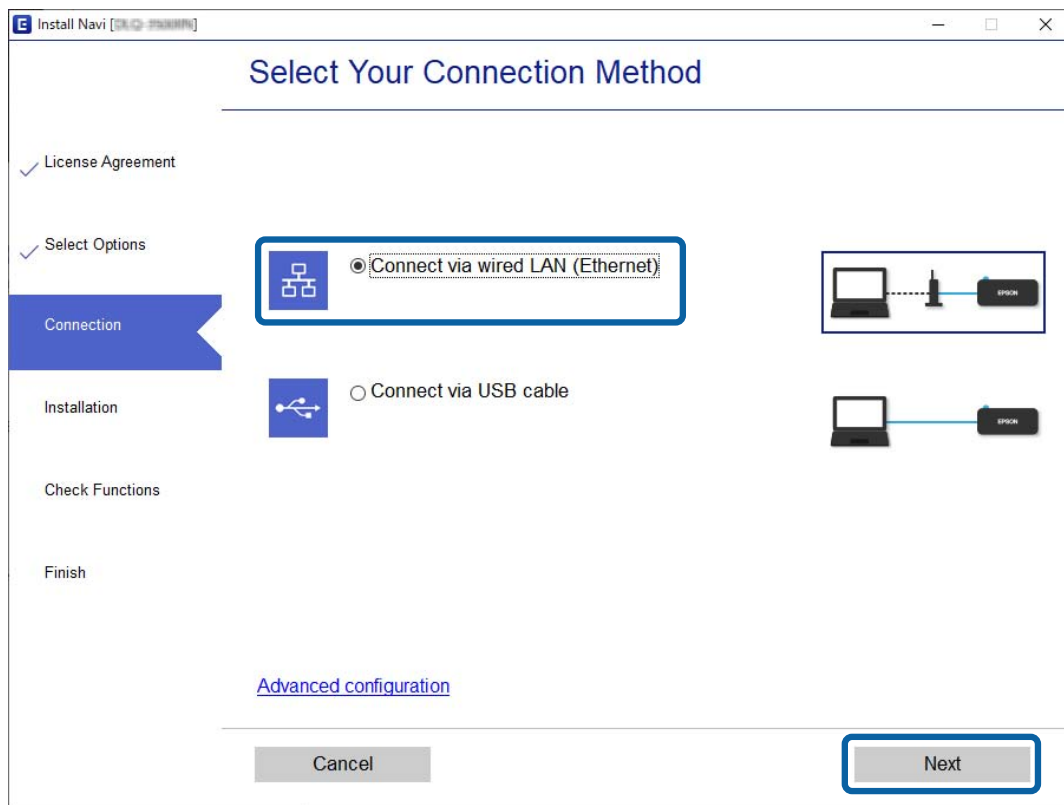 Install Navi [
Select Your Connection Method
License Agreement
Select Options
Connection
Installation
Check Functions
Finish
Connect via wired LAN (Ethernet)
EPSON
Connect via USB cable
EPSON
Advanced configuration
Cancel
Next